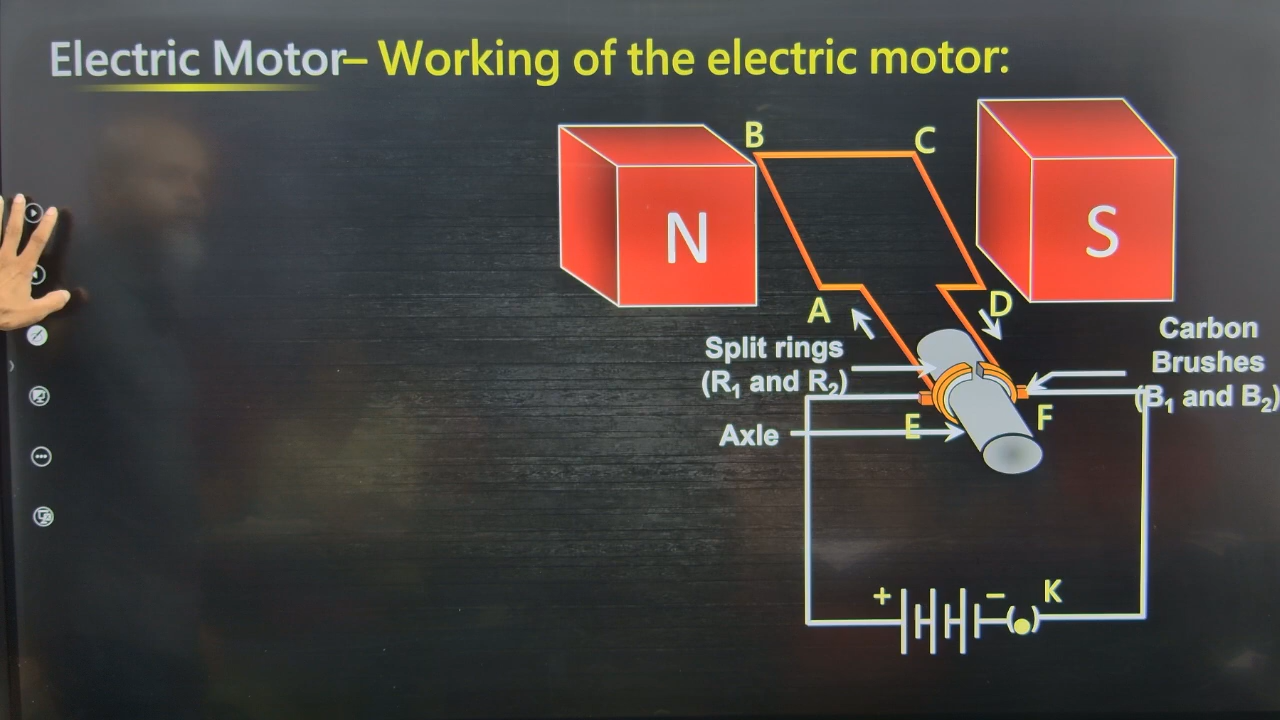 Electric Motor– Working of the electric motor:
B
C
N
S
A
D
Split rings
(R₁ and R₂)
Carbon
Brushes
(B₁ and B₂)
E
F
Axle
+
−
K